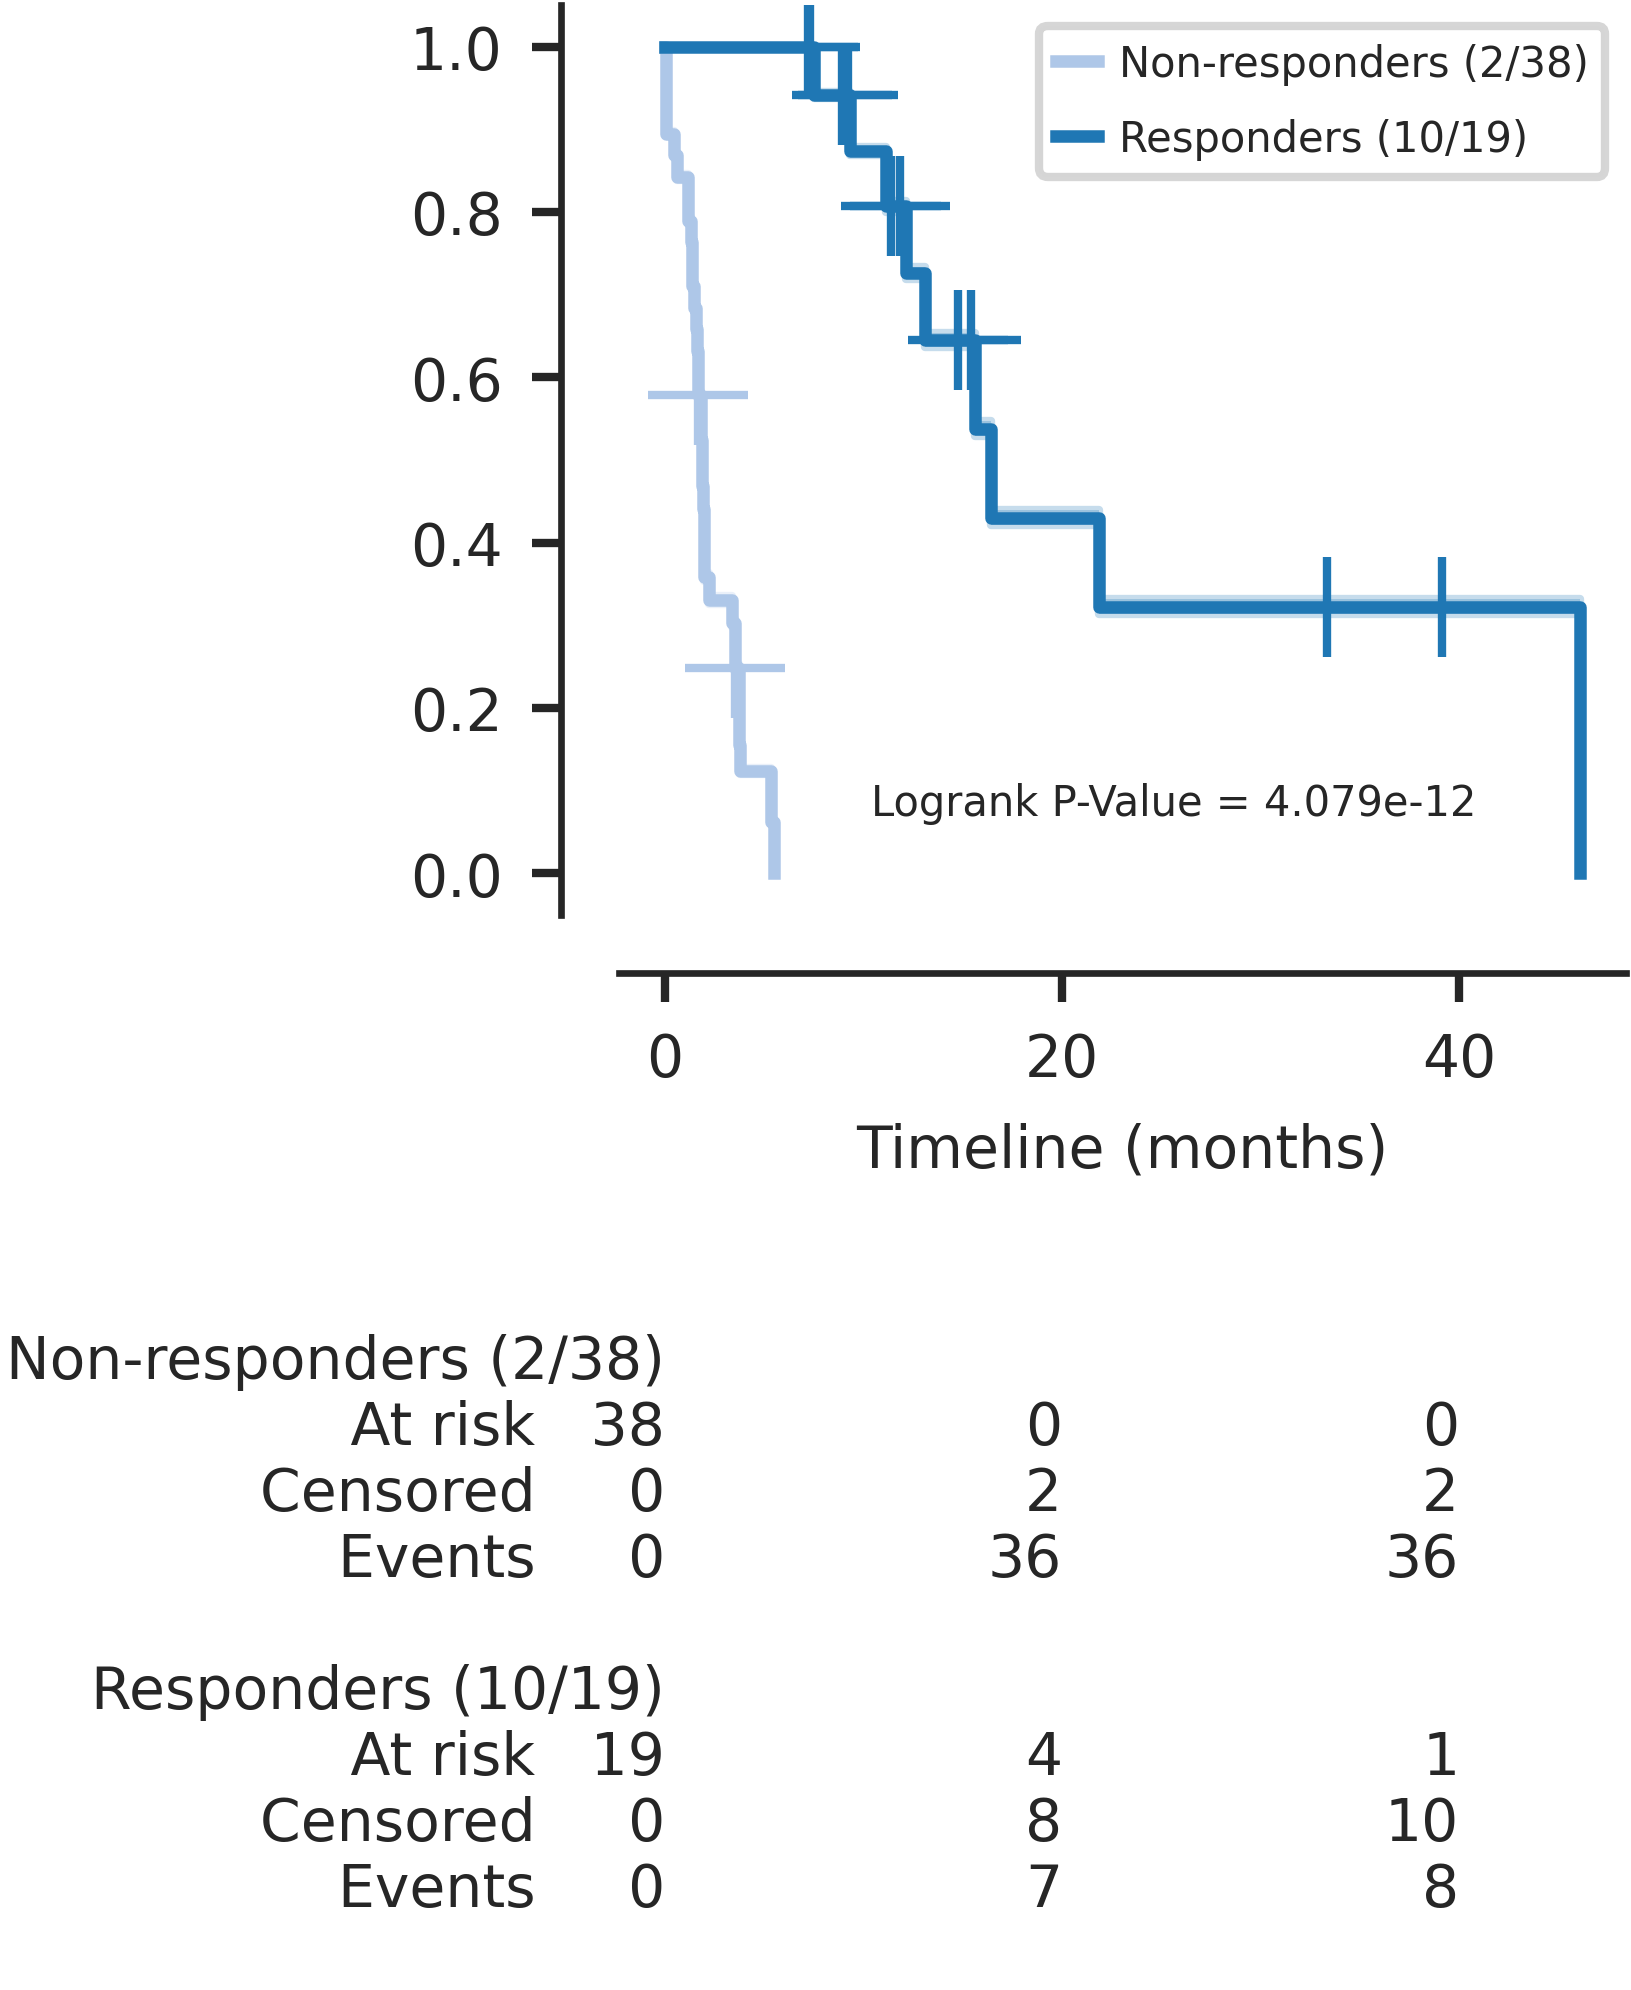 1.0
0.8
0.6
0.4
0.2
0.0
Non-responders (2/38)
Responders (10/19)
Logrank P-Value = 4.079e-12
0 20 40
Timeline (months)
Non-responders (2/38)
At risk 38 0 0
Censored 0 2 2
Events 0 36 36
Responders (10/19)
At risk 19 4 1
Censored 0 8 10
Events 0 7 8